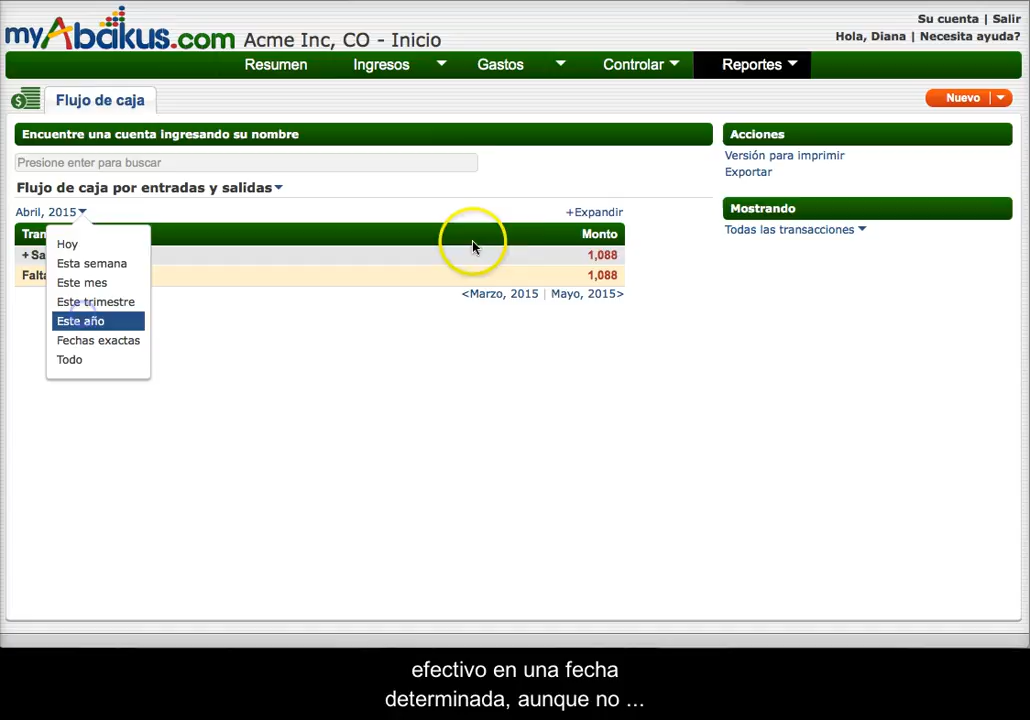 myAbakus.com Acme Inc, CO - Inicio
Su cuenta | Salir
Hola, Diana | Necesita ayuda?
Resumen Ingresos Gastos Controlar Reportes
Flujo de caja
Nuevo
Encuentre una cuenta ingresando su nombre
Presione enter para buscar
Flujo de caja por entradas y salidas
Abril, 2015
+Expandir
Tran
Monto
+ Sa
1,088
Falta
1,088
<Marzo, 2015 | Mayo, 2015>
Hoy
Esta semana
Este mes
Este trimestre
Este año
Fechas exactas
Todo
Acciones
Versión para imprimir
Exportar
Mostrando
Todas las transacciones
efectivo en una fecha
determinada, aunque no ...